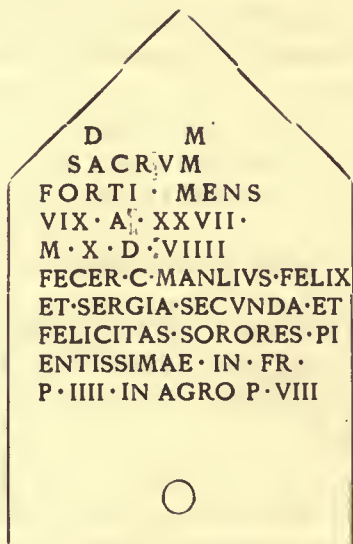 D M
SACRVM
FORTI · MENS
VIX · A · XXVII ·
M · X · D · VIIII
FECER · C · MANLIVS · FELIX
ET · SERGIA · SECVNDA · ET
FELICITAS · SORORES · PI
ENTISSIMAE · IN · FR ·
P · IIII · IN AGRO P · VIII